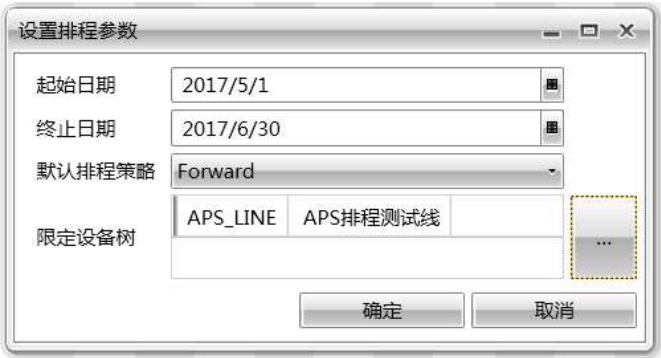 设置排程参数
起始日期 2017/5/1
终止日期 2017/6/30
默认排程策略 Forward
限定设备树 APS_LINE APS排程测试线 ...
确定 取消